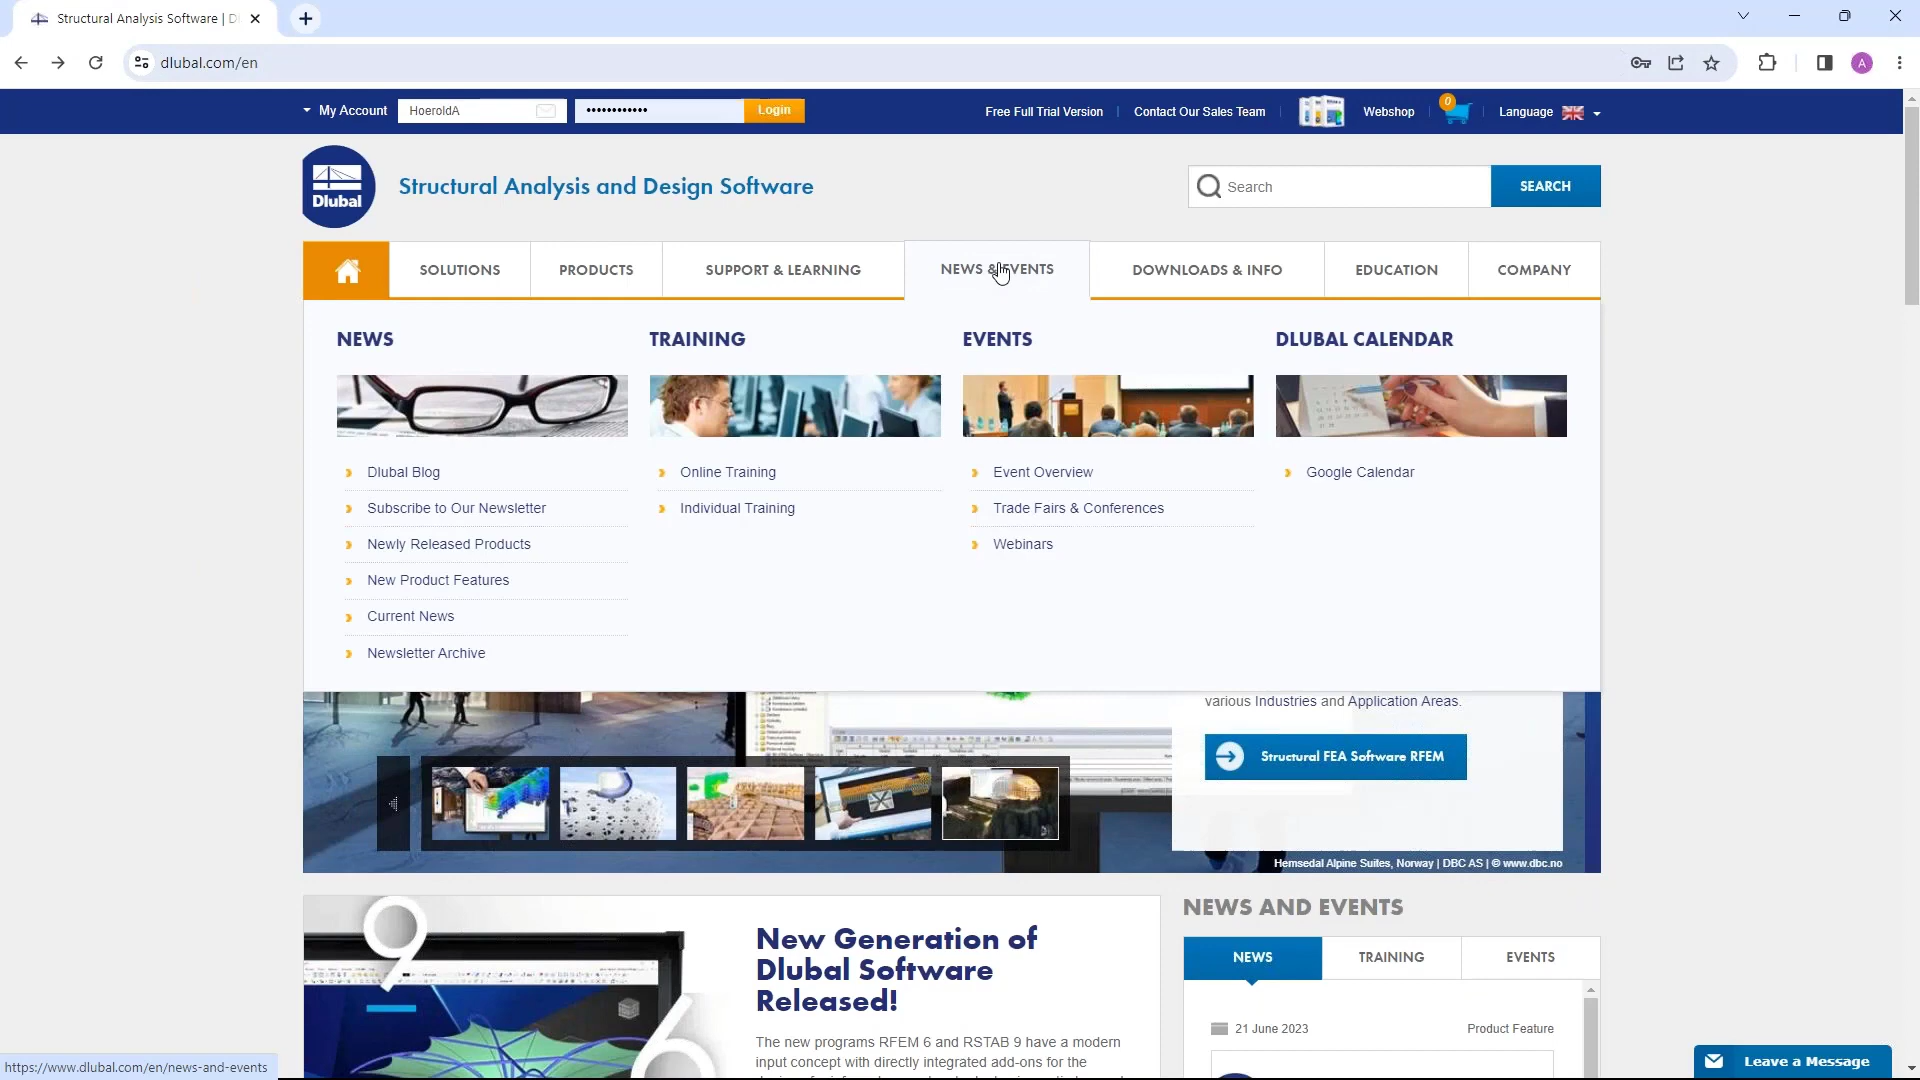 Structural Analysis Software | D
dlubal.com/en
A
My Account
HoeroldA
••••••••••••
Login
Free Full Trial Version
Contact Our Sales Team
Webshop
0
Language
Dlubal
Structural Analysis and Design Software
Search
SEARCH
SOLUTIONS
PRODUCTS
SUPPORT & LEARNING
NEWS & EVENTS
DOWNLOADS & INFO
EDUCATION
COMPANY
NEWS
TRAINING
EVENTS
DLUBAL CALENDAR
Dlubal Blog
Online Training
Event Overview
Google Calendar
Subscribe to Our Newsletter
Individual Training
Trade Fairs & Conferences
Newly Released Products
Webinars
New Product Features
Current News
Newsletter Archive
various Industries and Application Areas.
Structural FEA Software RFEM
Hemsedal Alpine Suites, Norway | DBC AS | © www.dbc.no
NEWS AND EVENTS
9
6
New Generation of
Dlubal Software
Released!
NEWS
TRAINING
EVENTS
21 June 2023
Product Feature
The new programs RFEM 6 and RSTAB 9 have a modern
input concept with directly integrated add-ons for the
https://www.dlubal.com/en/news-and-events
Leave a Message